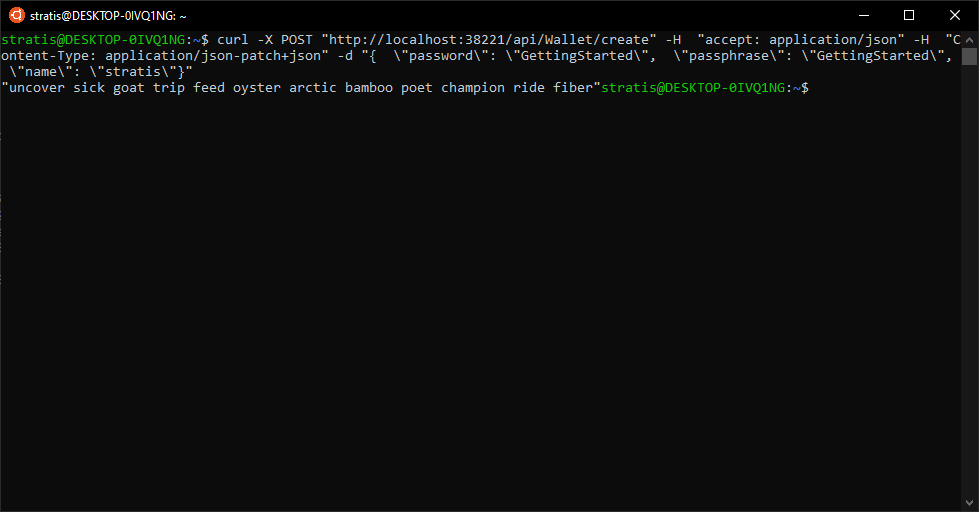 stratis@DESKTOP-0IVQ1NG: ~
stratis@DESKTOP-0IVQ1NG:~$ curl -X POST "http://localhost:38221/api/Wallet/create" -H  "accept: application/json" -H  "C
ontent-Type: application/json-patch+json" -d "{  \"password\": \"GettingStarted\",  \"passphrase\": \"GettingStarted\",
 \"name\": \"stratis\"}"
"uncover sick goat trip feed oyster arctic bamboo poet champion ride fiber"stratis@DESKTOP-0IVQ1NG:~$